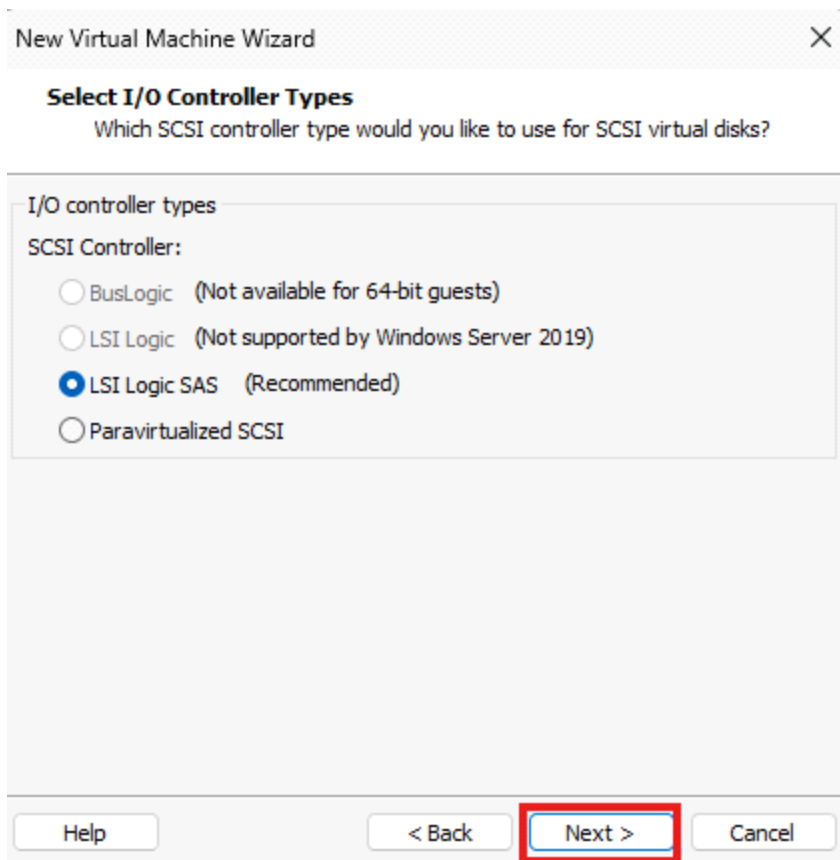 New Virtual Machine Wizard
Select I/O Controller Types
Which SCSI controller type would you like to use for SCSI virtual disks?
I/O controller types
SCSI Controller:
BusLogic (Not available for 64-bit guests)
LSI Logic (Not supported by Windows Server 2019)
LSI Logic SAS (Recommended)
Paravirtualized SCSI
Help < Back Next > Cancel